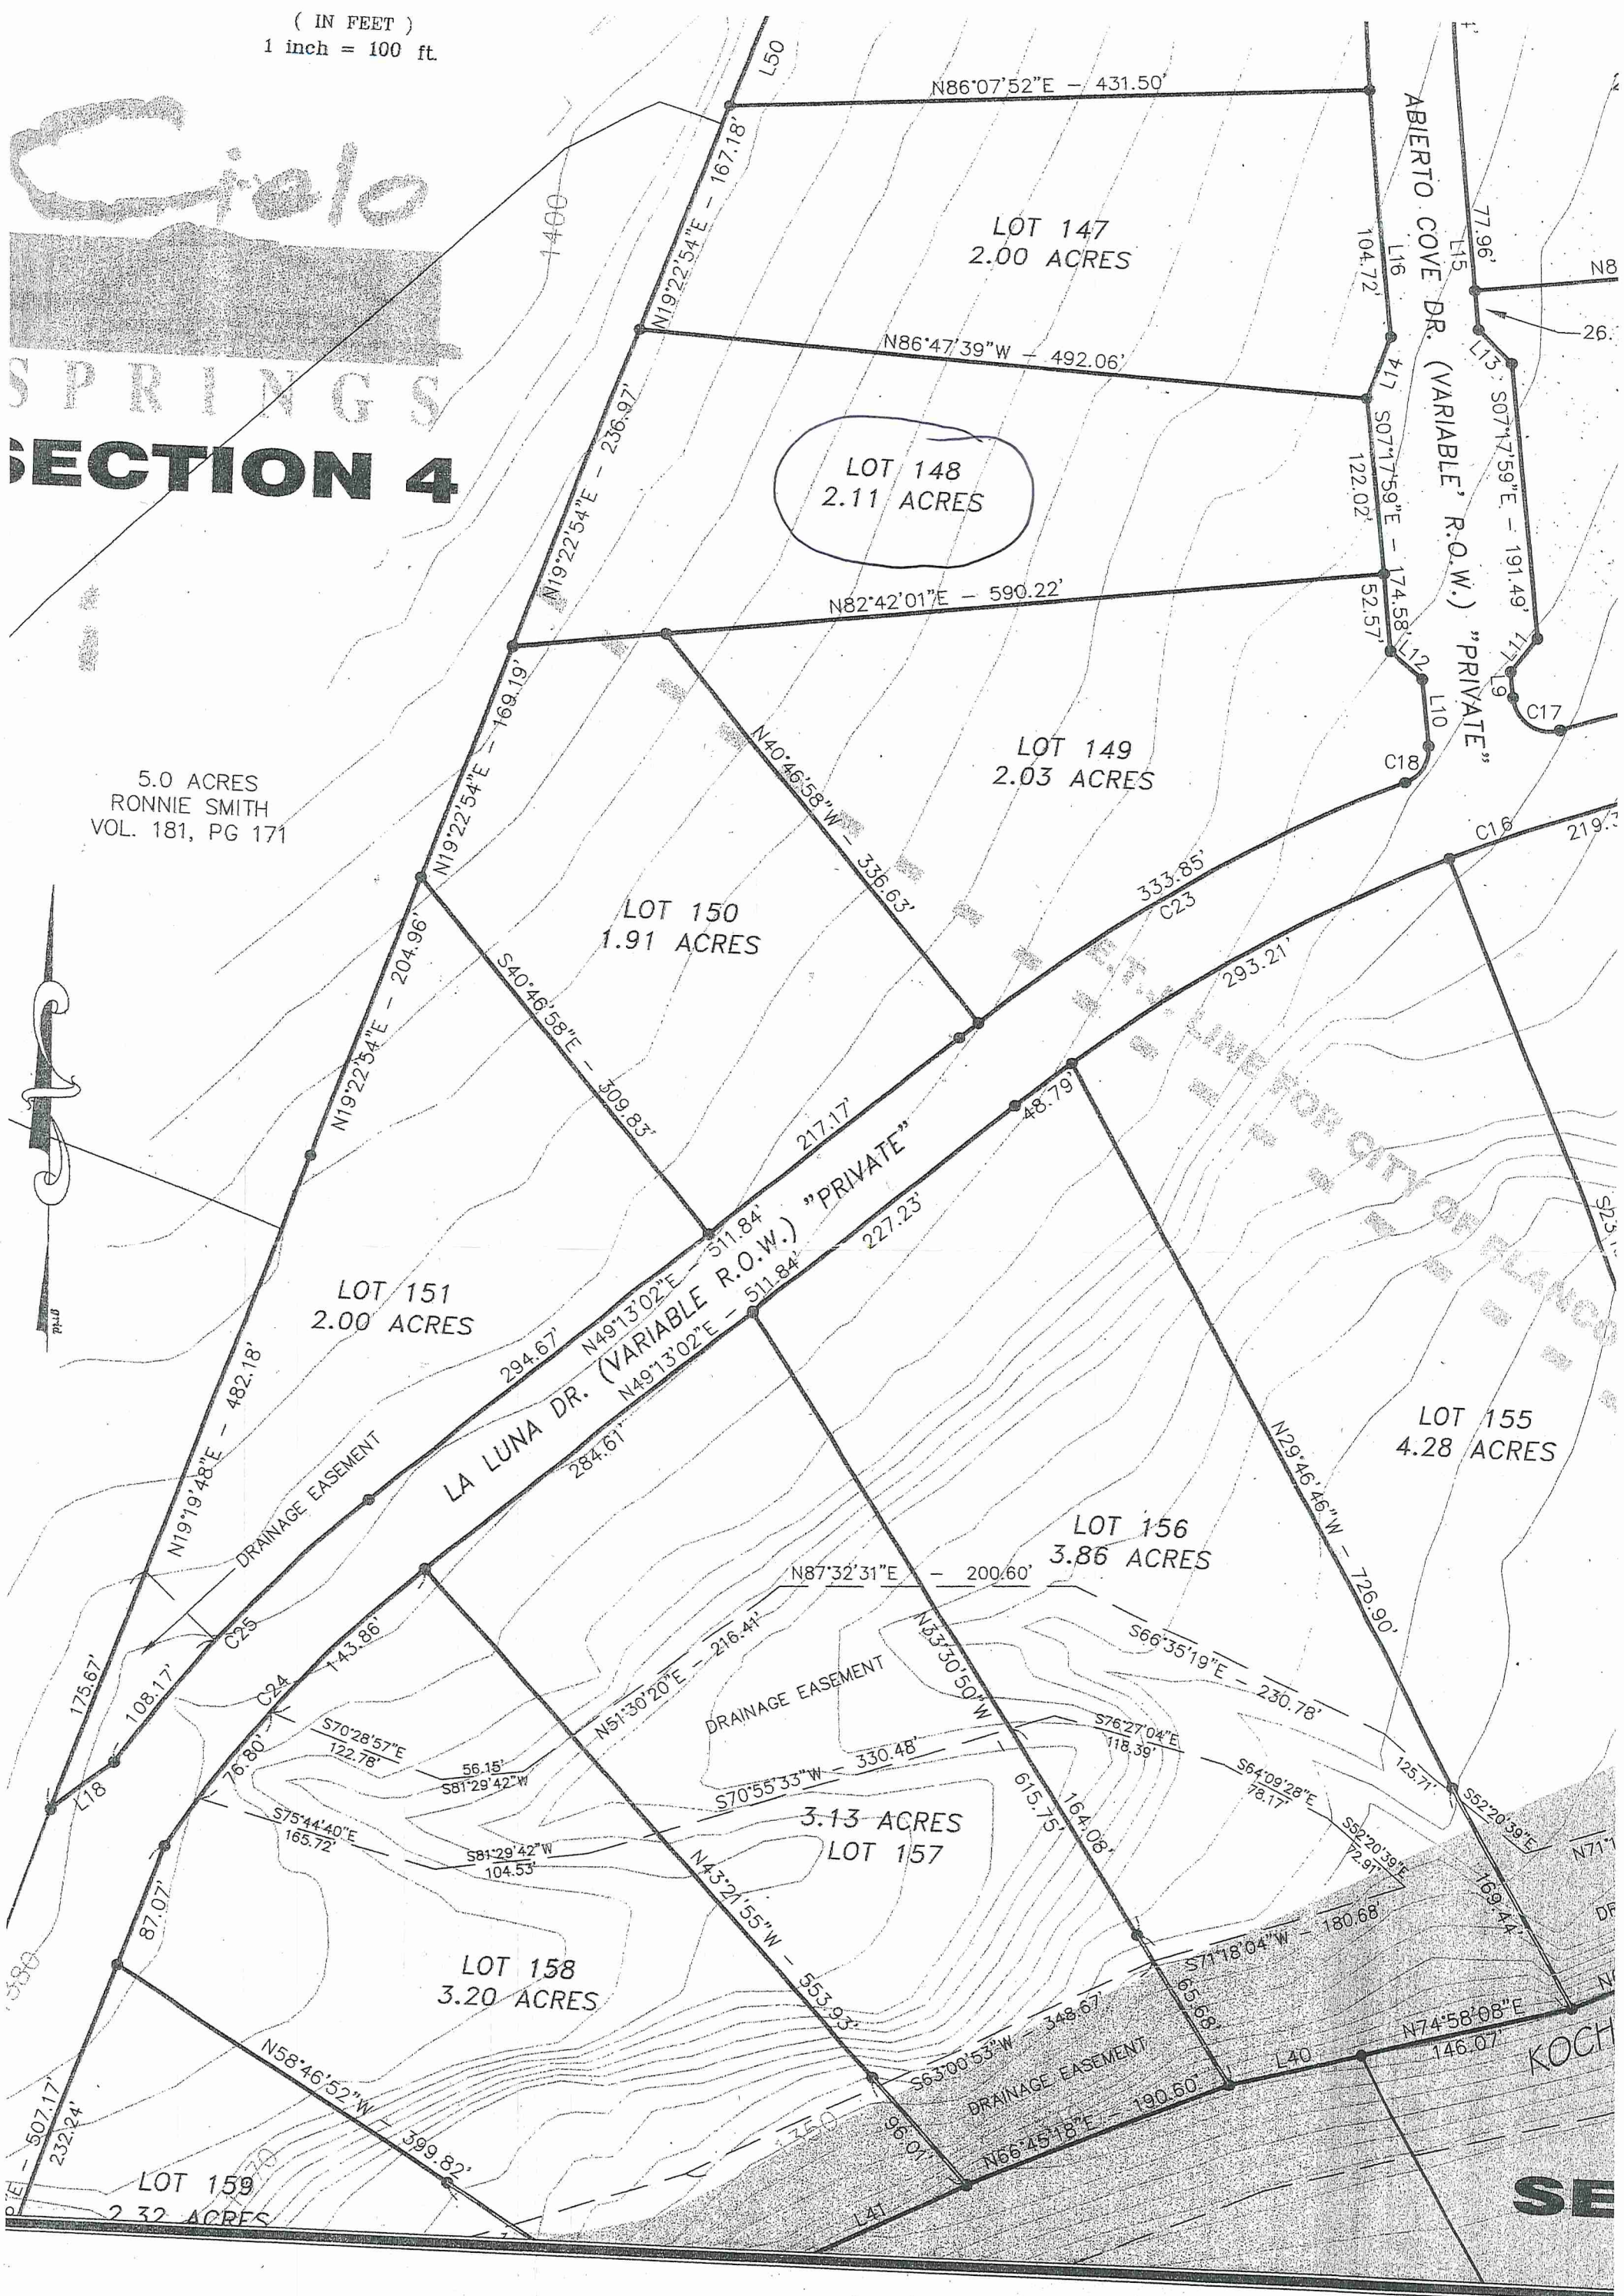 ( IN FEET )
1 inch = 100 ft.
Cielo
SPRINGS
SECTION 4
L50
N86°07'52"E - 431.50'
N19°22'54"E - 167.18'
1400
LOT 147
2.00 ACRES
104.72'
L16
ABIERTO COVE DR. (VARIABLE R.O.W.) "PRIVATE"
L15
77.96'
N8
26.
L13
L14
N86°47'39"W - 492.06'
N19°22'54"E - 236.97'
LOT 148
2.11 ACRES
S07°17'59"E - 174.58'
122.02'
52.57'
S07°17'59"E - 191.49'
N82°42'01"E - 590.22'
L12
L11
L9
L10
C17
C18
N19°22'54"E - 169.19'
N40°46'58"W - 336.63'
LOT 149
2.03 ACRES
5.0 ACRES
RONNIE SMITH
VOL. 181, PG 171
C16
219.3
333.85'
C23
293.21'
LOT 150
1.91 ACRES
N19°22'54"E - 204.96'
S40°46'58"E - 309.83'
E.T.J. LINE FOR CITY OF BLANCO
217.17'
48.79'
227.23'
LOT 151
2.00 ACRES
511.84'
N49°13'02"E
294.67'
LA LUNA DR. (VARIABLE R.O.W.) "PRIVATE"
N49°13'02"E - 511.84'
284.61'
grid
N19°19'48"E - 482.18'
DRAINAGE EASEMENT
LOT 155
4.28 ACRES
N29°46'46"W - 726.90'
LOT 156
3.86 ACRES
N87°32'31"E - 200.60'
C25
108.17'
175.67'
L18
C24
143.86'
76.80'
N51°30'20"E - 216.41'
DRAINAGE EASEMENT
N33°30'50"W - 615.75'
S66°35'19"E - 230.78'
S70°28'57"E
122.78'
56.15'
S81°29'42"W
S70°55'33"W - 330.48'
S76°27'04"E
118.39'
125.71'
S64°09'28"E
78.17'
S52°20'39"E
72.91'
S52°20'39"E
N71°1
S75°44'40"E
165.72'
S81°29'42"W
104.53'
3.13 ACRES
LOT 157
164.08'
169.44'
87.07'
N43°21'55"W - 553.93'
S71°18'04"W - 180.68'
LOT 158
3.20 ACRES
S63°00'53"W - 348.67'
65.68'
DRAINAGE EASEMENT
L40
N74°58'08"E
146.07'
KOCH
N58°46'52"W - 399.82'
96.01'
N66°45'18"E - 190.60'
1350
507.17'
232.24'
LOT 159
2.32 ACRES
L41
SE